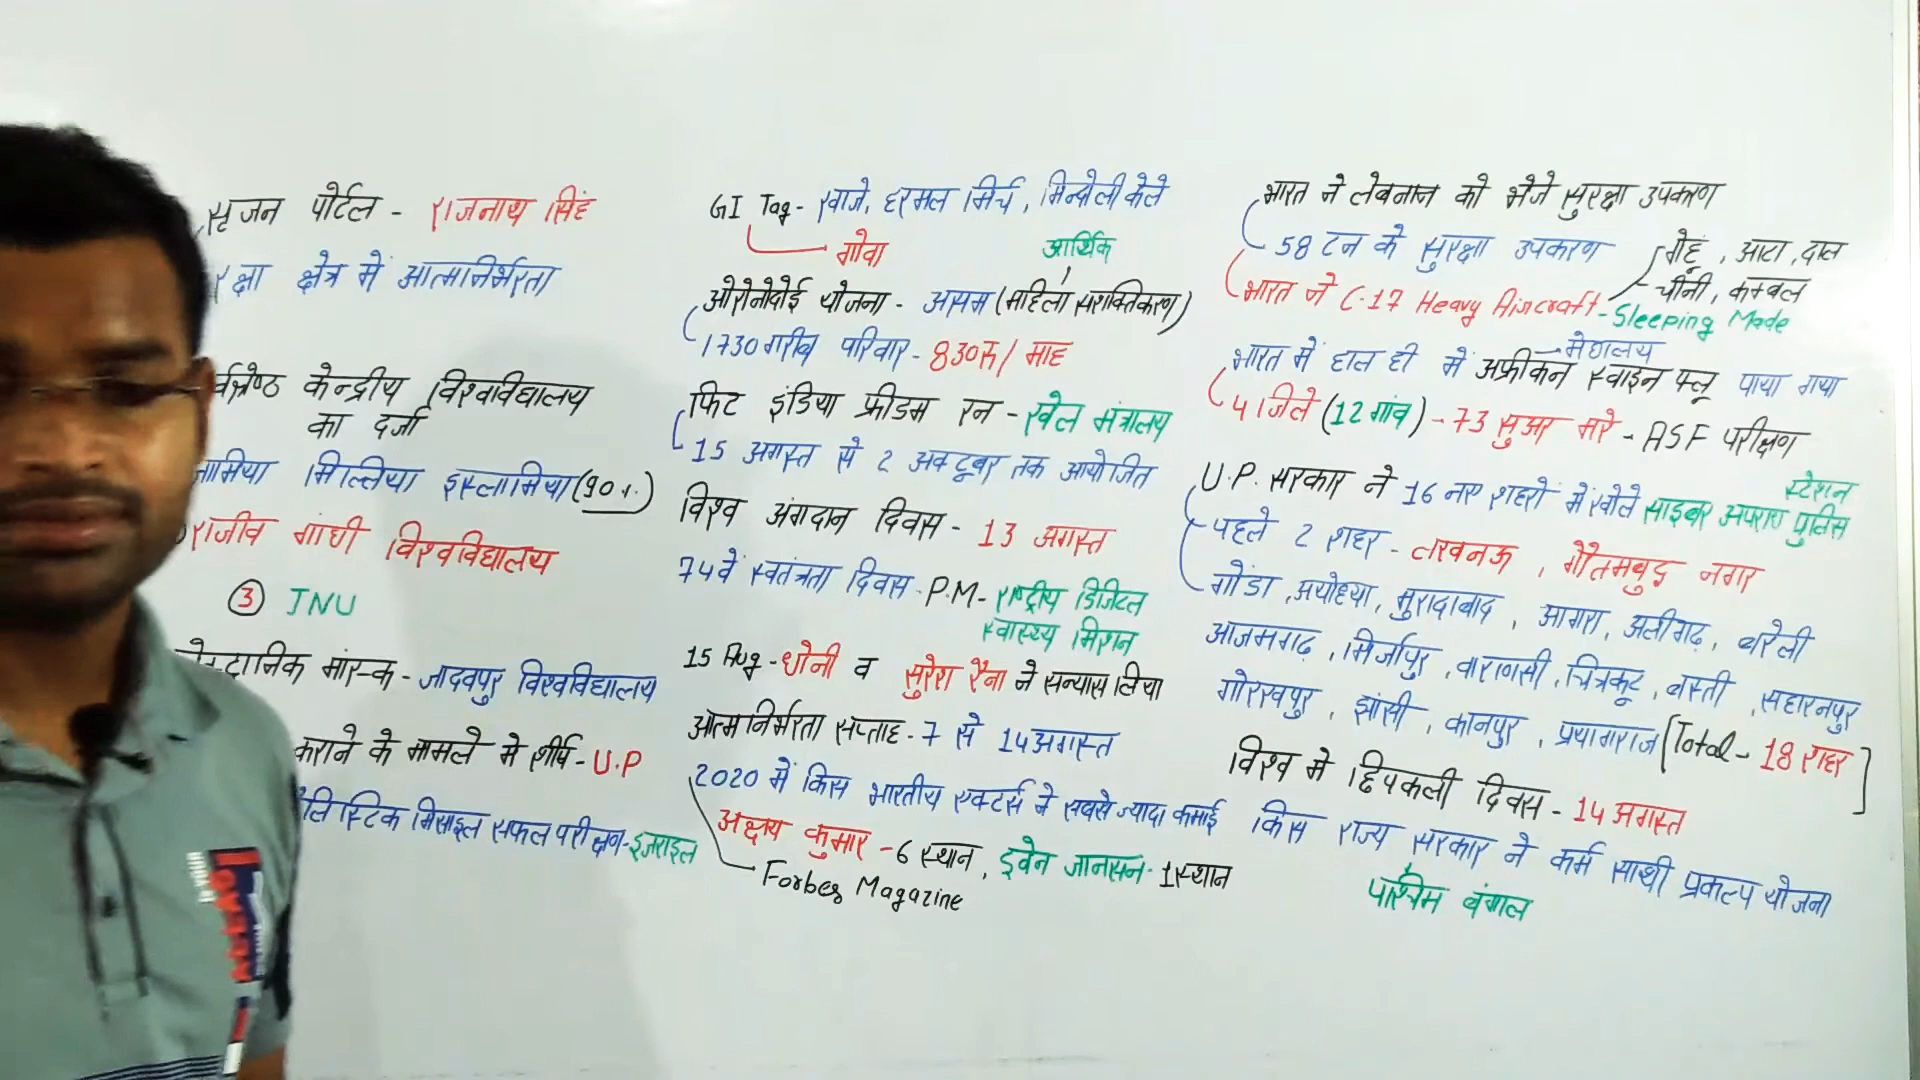 सृजन पोर्टल - राजनाथ सिंह
रक्षा क्षेत्र में आत्मनिर्भरता
केन्द्रीय विश्वविद्यालय
का दर्जा
मिल्लिया इस्लामिया (90%)
राजीव गांधी विश्वविद्यालय
③ JNU
मास्क - जादवपुर विश्वविद्यालय
कराने के मामले मे शीर्ष - U.P
मिसाइल सफल परीक्षण - इजराइल
GI Tag - खाजे, हरमल मिर्च, मिन्डोली केले
गोवा
आर्थिक
ओरोनोदोई योजना - असम (महिला सशक्तिकरण)
1730 गरीब परिवार - 830रु/माह
फिट इंडिया फ्रीडम रन - खेल मंत्रालय
15 अगस्त से 2 अक्टूबर तक आयोजित
विश्व अंगदान दिवस - 13 अगस्त
74वें स्वतंत्रता दिवस - P.M - राष्ट्रीय डिजिटल
स्वास्थ्य मिशन
15 Aug - धोनी व सुरेश रैना ने सन्यास लिया
आत्मनिर्भरता सप्ताह - 7 से 14 अगस्त
2020 में किस भारतीय एक्टर्स ने सबसे ज्यादा कमाई
अक्षय कुमार - 6 स्थान, ड्वेन जानसन - 1 स्थान
Forbes Magazine
भारत ने लेबनान को भेजे सुरक्षा उपकरण
58 टन के सुरक्षा उपकरण
गेहूं, आटा, दाल
चीनी, कम्बल
भारत ने C-17 Heavy Aircraft - Sleeping Made
मेघालय
भारत में हाल ही में अफ्रीकन स्वाइन फ्लू पाया गया
4 जिले (12 गांव) - 73 सुअर मरे - ASF परीक्षण
स्टेशन
U.P. सरकार ने 16 नए शहरों में खोले साइबर अपराध पुलिस
पहले 2 शहर - लखनऊ, गौतमबुद्ध नगर
गोंडा, अयोध्या, मुरादाबाद, आगरा, अलीगढ़, बरेली
आजमगढ़, मिर्जापुर, वाराणसी, चित्रकूट, बस्ती, सहारनपुर
गोरखपुर, झांसी, कानपुर, प्रयागराज [Total - 18 शहर]
विश्व मे छिपकली दिवस - 14 अगस्त
किस राज्य सरकार ने कर्म साथी प्रकल्प योजना
पश्चिम बंगाल